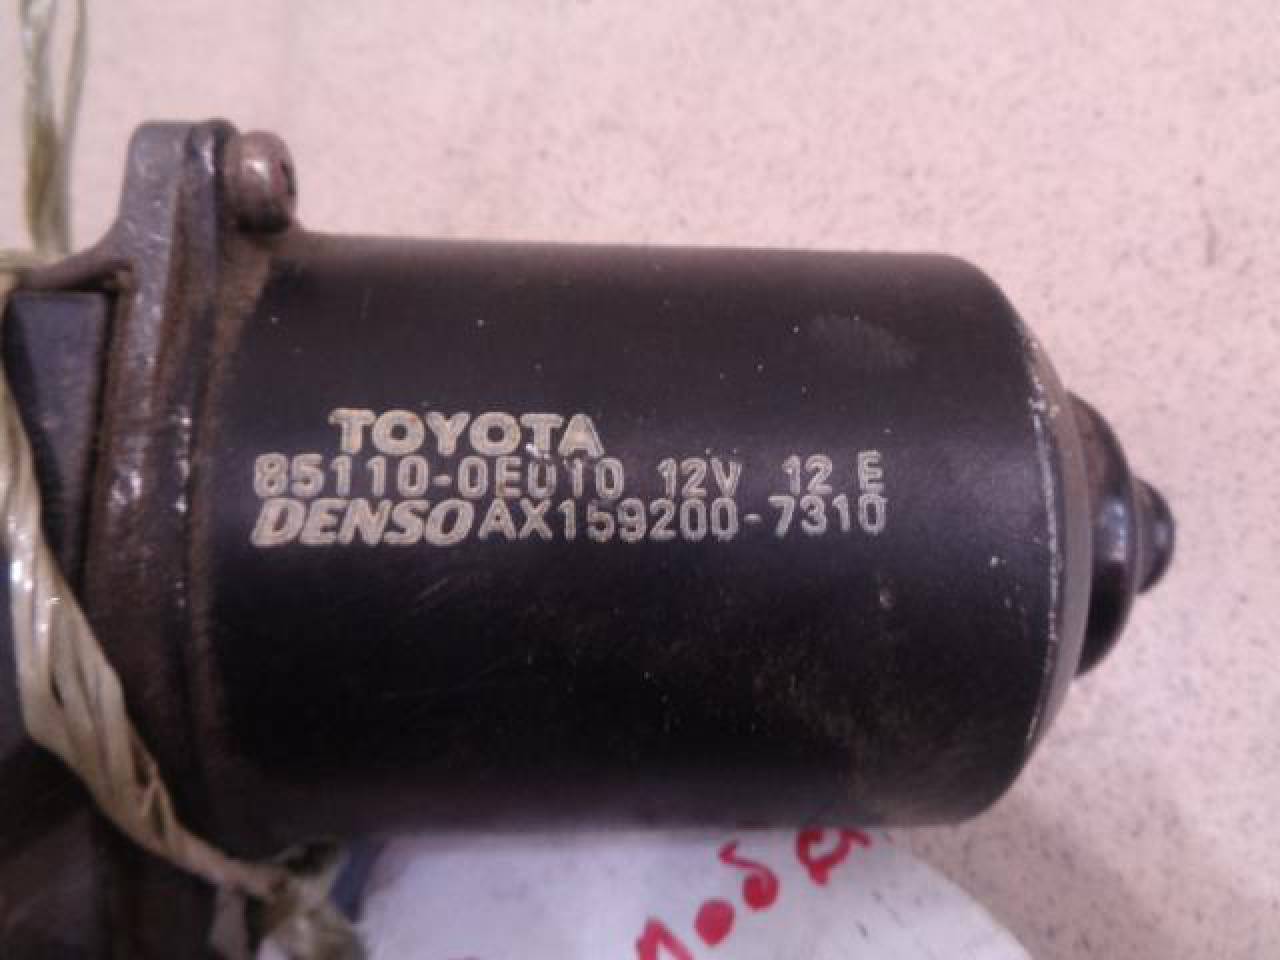 TOYOTA
85110-0E010 12V 12 E
DENSO AX159200-7310